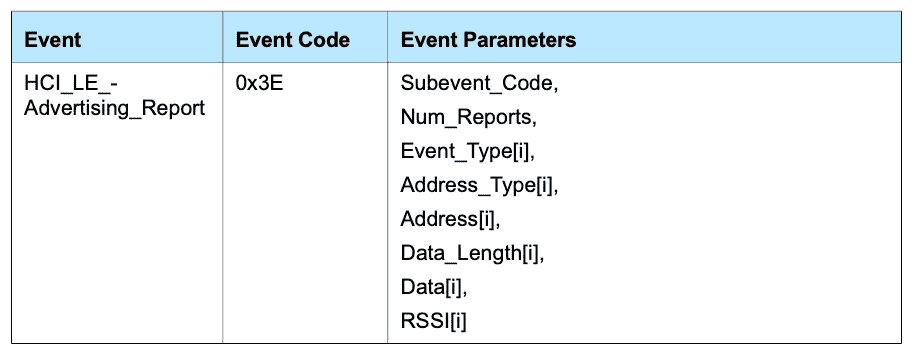 Event Event Code Event Parameters
HCI_LE_- 0x3E Subevent_Code,
Advertising_Report
Num_Reports,
Event_Type[i],
Address_Type[i],
Address[i],
Data_Length[i],
Data[i],
RSSI[i]